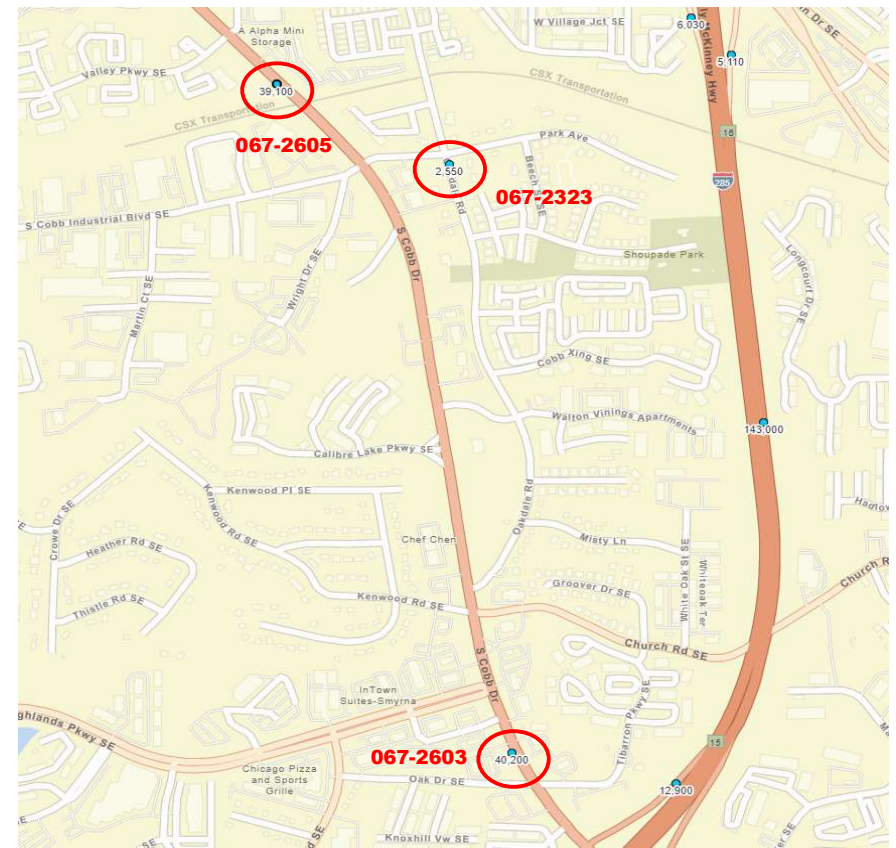 A Alpha Mini
Storage
W Village Jct SE
6,030
5,110
Valley Pkwy SE
39,100
CSX Transportation
CSX Transportation
067-2605
16
Park Ave
2,550
Beech St SE
067-2323
285
S Cobb Industrial Blvd SE
S Cobb Dr
Shoupade Park
Wright Dr SE
Martin Ct SE
Longcourt Dr SE
Cobb Xing SE
Walton Vinings Apartments
143,000
Calibre Lake Pkwy SE
Kenwood Pl SE
Oakdale Rd
Crowe Dr SE
Kenwood Rd SE
Chef Chen
Misty Ln
White Oak St SE
Whiteoak Ter
Heather Rd SE
Groover Dr SE
Thistle Rd SE
Kenwood Rd SE
Church Rd SE
S Cobb Dr
InTown
Suites-Smyrna
Tibarron Pkwy SE
ghlands Pkwy SE
067-2603
40,200
15
Chicago Pizza
and Sports
Grille
Oak Dr SE
12,900
Knoxhill Vw SE